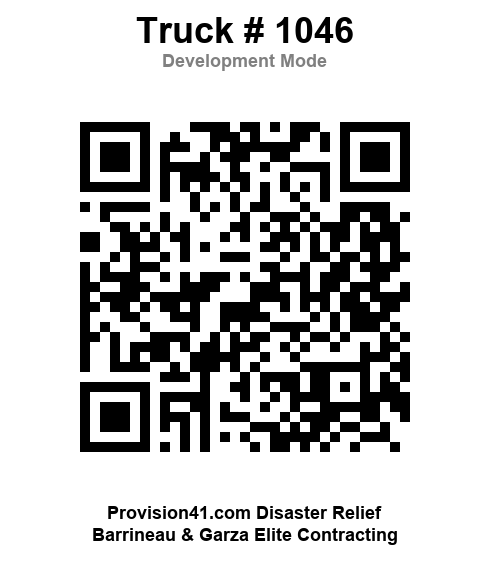 Truck # 1046
Development Mode
Provision41.com Disaster Relief
Barrineau & Garza Elite Contracting